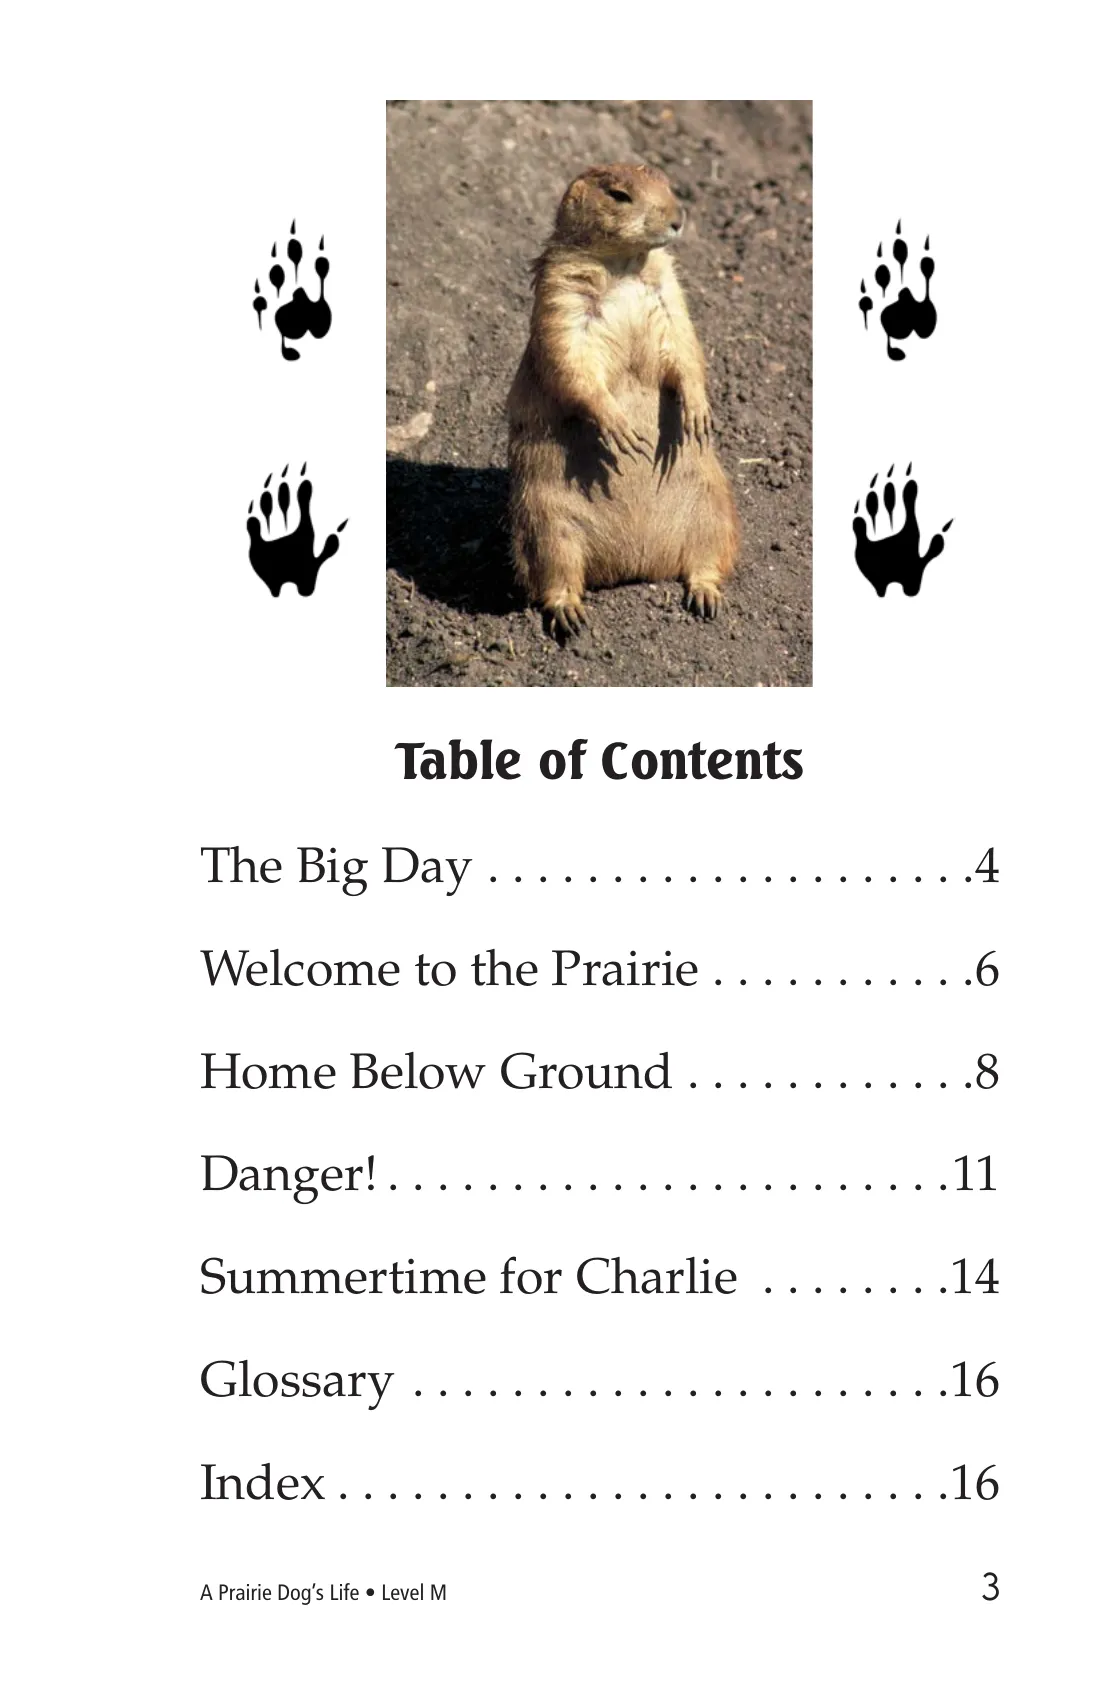 Table of Contents
The Big Day . . . . . . . . . . . . . . . . . . . .4
Welcome to the Prairie . . . . . . . . . . .6
Home Below Ground . . . . . . . . . . . .8
Danger! . . . . . . . . . . . . . . . . . . . . . . .11
Summertime for Charlie . . . . . . . .14
Glossary . . . . . . . . . . . . . . . . . . . . . .16
Index . . . . . . . . . . . . . . . . . . . . . . . . .16
A Prairie Dog’s Life • Level M 3